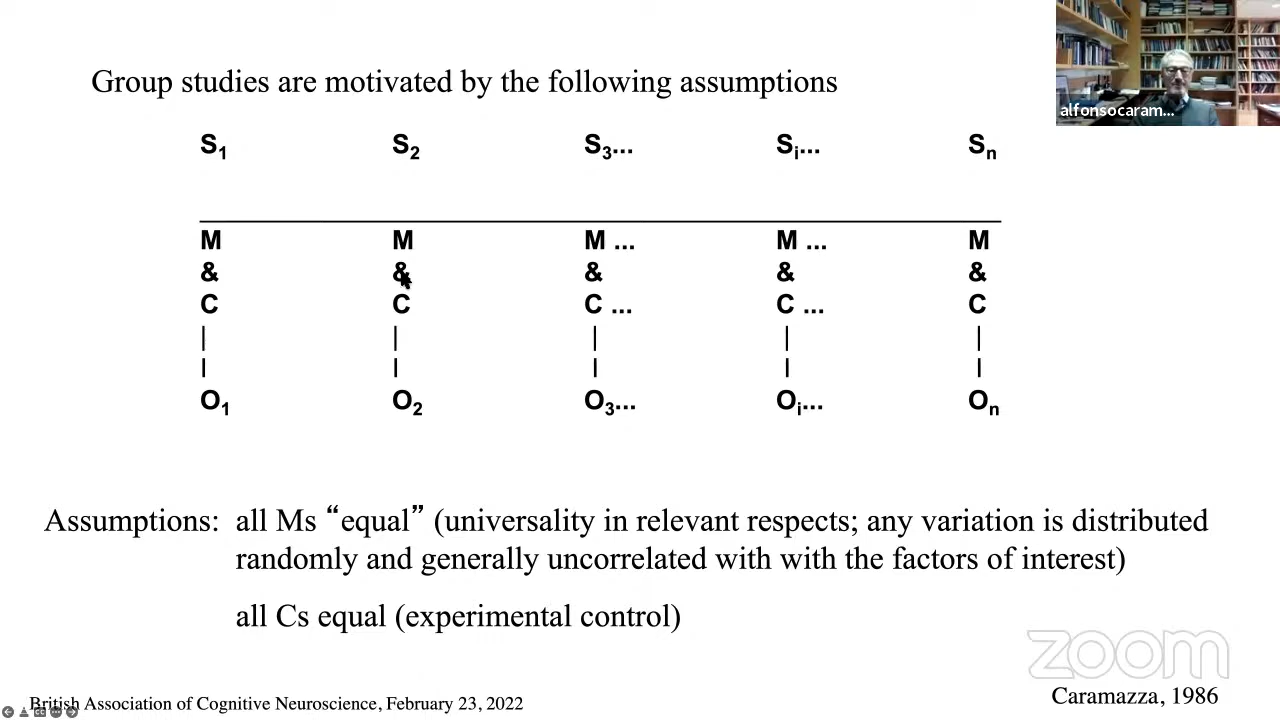 Group studies are motivated by the following assumptions
alfonsocaram...
S1 S2 S3... Si... Sn
M M M ... M ... M
& & & & &
C C C ... C ... C
| | | | |
| | | | |
O1 O2 O3... Oi... On
Assumptions: all Ms “equal” (universality in relevant respects; any variation is distributed
randomly and generally uncorrelated with with the factors of interest)
all Cs equal (experimental control)
zoom
British Association of Cognitive Neuroscience, February 23, 2022
Caramazza, 1986